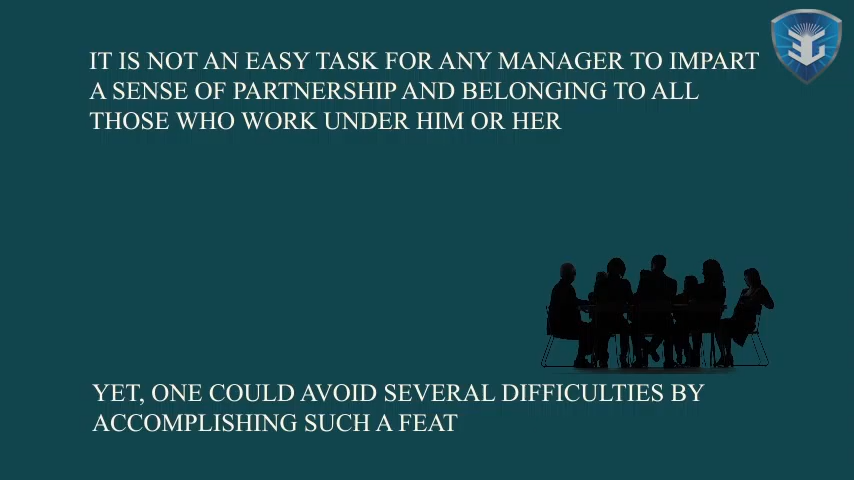 IT IS NOT AN EASY TASK FOR ANY MANAGER TO IMPART
A SENSE OF PARTNERSHIP AND BELONGING TO ALL
THOSE WHO WORK UNDER HIM OR HER
YET, ONE COULD AVOID SEVERAL DIFFICULTIES BY
ACCOMPLISHING SUCH A FEAT